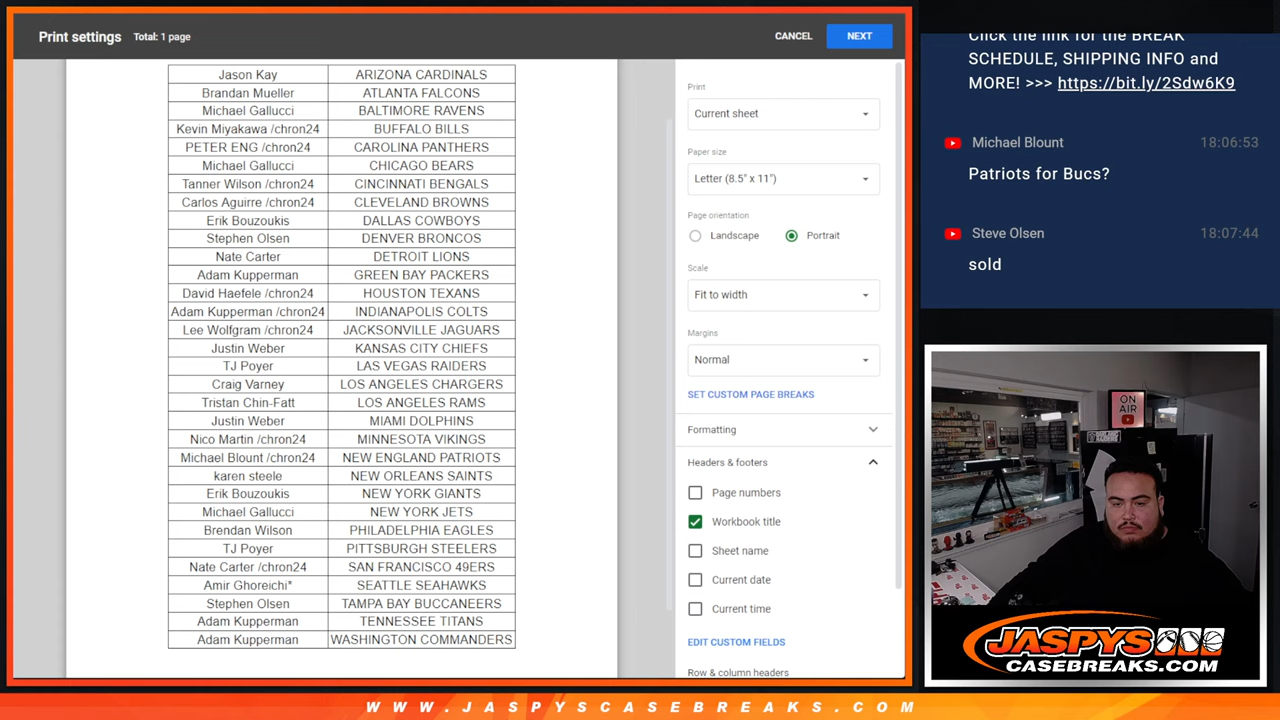 Print settings
Total: 1 page
CANCEL
NEXT
Jason Kay ARIZONA CARDINALS
Brandan Mueller ATLANTA FALCONS
Michael Gallucci BALTIMORE RAVENS
Kevin Miyakawa /chron24 BUFFALO BILLS
PETER ENG /chron24 CAROLINA PANTHERS
Michael Gallucci CHICAGO BEARS
Tanner Wilson /chron24 CINCINNATI BENGALS
Carlos Aguirre /chron24 CLEVELAND BROWNS
Erik Bouzoukis DALLAS COWBOYS
Stephen Olsen DENVER BRONCOS
Nate Carter DETROIT LIONS
Adam Kupperman GREEN BAY PACKERS
David Haefele /chron24 HOUSTON TEXANS
Adam Kupperman /chron24 INDIANAPOLIS COLTS
Lee Wolfgram /chron24 JACKSONVILLE JAGUARS
Justin Weber KANSAS CITY CHIEFS
TJ Poyer LAS VEGAS RAIDERS
Craig Varney LOS ANGELES CHARGERS
Tristan Chin-Fatt LOS ANGELES RAMS
Justin Weber MIAMI DOLPHINS
Nico Martin /chron24 MINNESOTA VIKINGS
Michael Blount /chron24 NEW ENGLAND PATRIOTS
karen steele NEW ORLEANS SAINTS
Erik Bouzoukis NEW YORK GIANTS
Michael Gallucci NEW YORK JETS
Brendan Wilson PHILADELPHIA EAGLES
TJ Poyer PITTSBURGH STEELERS
Nate Carter /chron24 SAN FRANCISCO 49ERS
Amir Ghoreichi* SEATTLE SEAHAWKS
Stephen Olsen TAMPA BAY BUCCANEERS
Adam Kupperman TENNESSEE TITANS
Adam Kupperman WASHINGTON COMMANDERS
Print
Current sheet
Paper size
Letter (8.5" x 11")
Page orientation
Landscape
Portrait
Scale
Fit to width
Margins
Normal
SET CUSTOM PAGE BREAKS
Formatting
Headers & footers
Page numbers
Workbook title
Sheet name
Current date
Current time
EDIT CUSTOM FIELDS
Row & column headers
Click the link for the BREAK
SCHEDULE, SHIPPING INFO and
MORE! >>> https://bit.ly/2Sdw6K9
Michael Blount 18:06:53
Patriots for Bucs?
Steve Olsen 18:07:44
sold
ON
AIR
JASPYS
CASEBREAKS.COM
WWW.JASPYSCASEBREAKS.COM